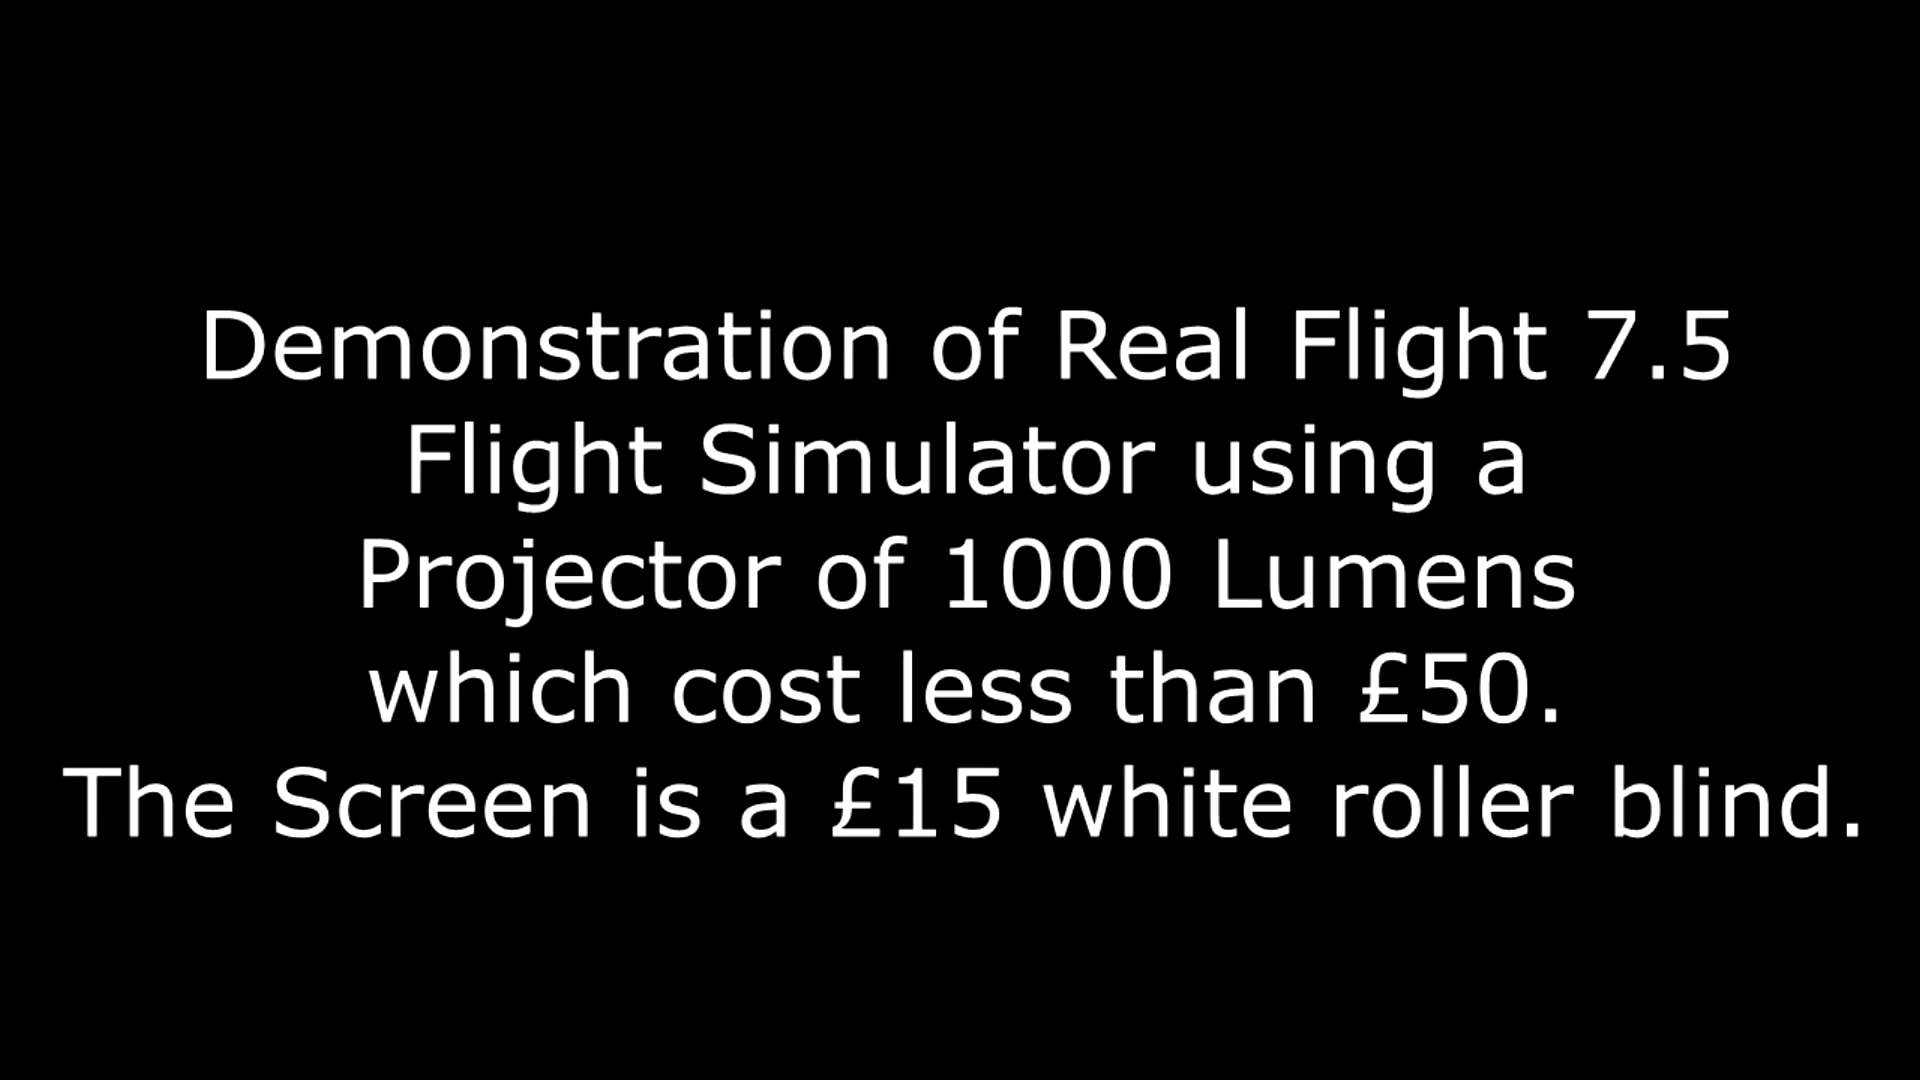 Demonstration of Real Flight 7.5
Flight Simulator using a
Projector of 1000 Lumens
which cost less than £50.
The Screen is a £15 white roller blind.